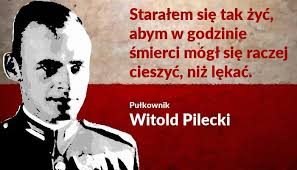 Starałem się tak żyć,
abym w godzinie
śmierci mógł się raczej
cieszyć, niż lękać.
Pułkownik
Witold Pilecki